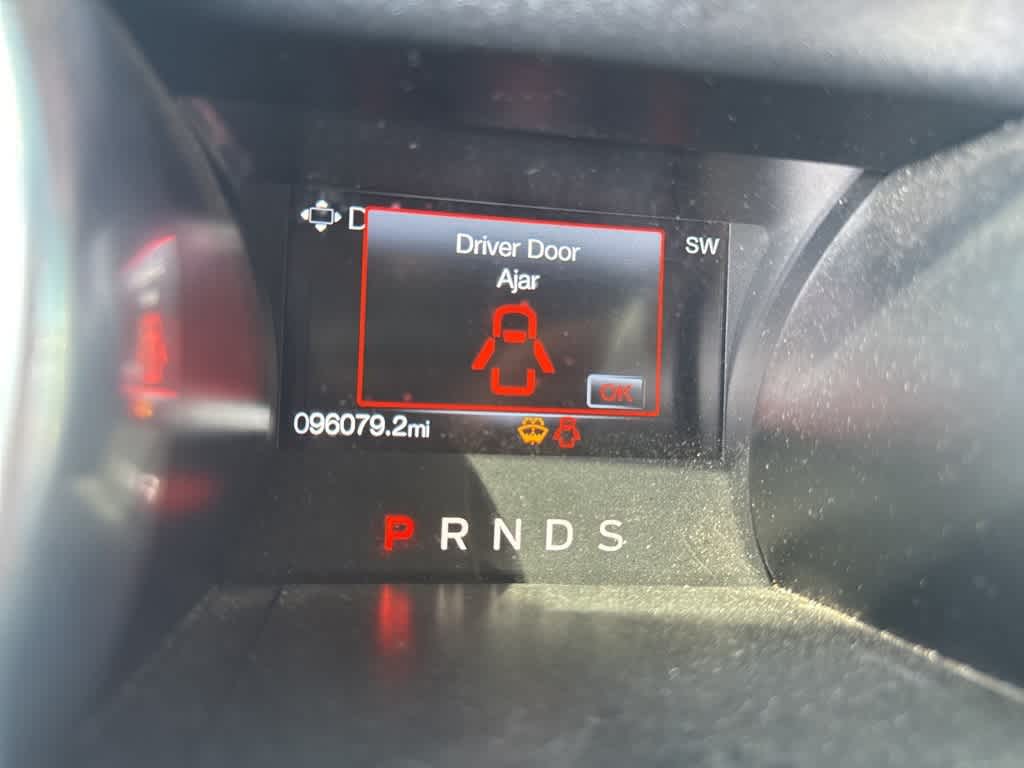 D
Driver Door
Ajar
SW
OK
096079.2mi
P R N D S